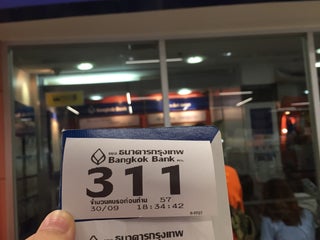 ธนาคารกรุงเทพ
Bangkok Bank
311
จำนวนคนรอก่อนท่าน 57
30/09 18:34:42
ธนาคารกรุงเทพ